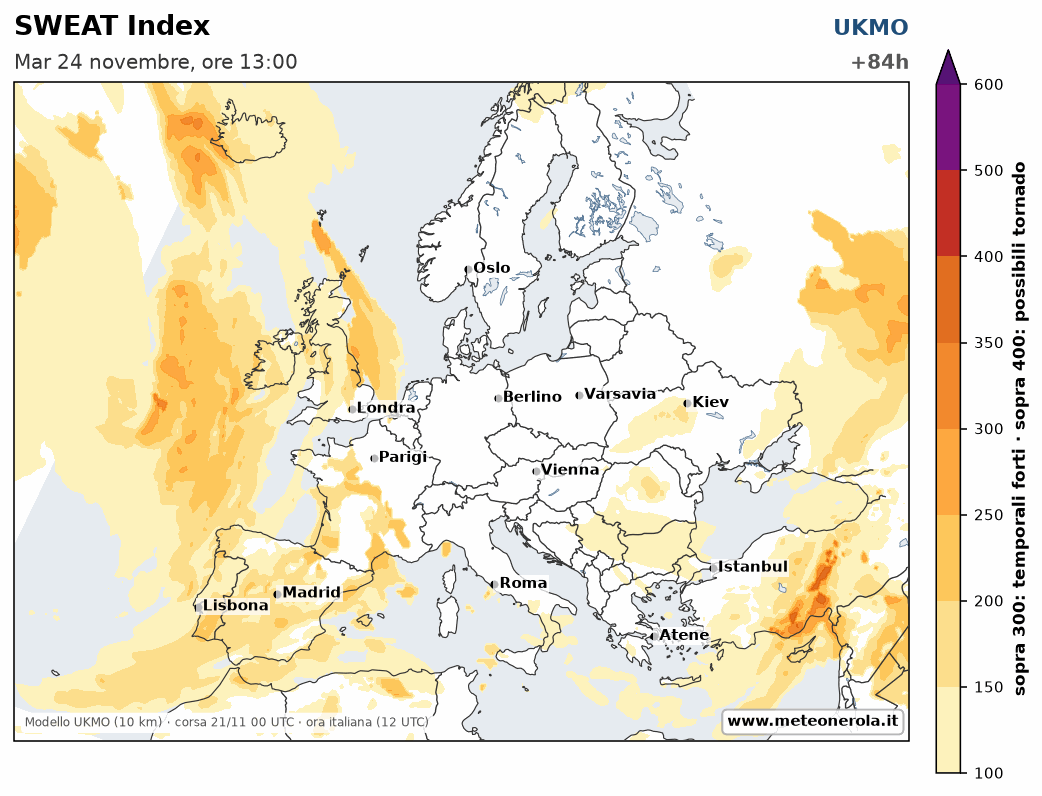 SWEAT Index
UKMO
Mar 24 novembre, ore 13:00
+84h
Oslo
Londra
Berlino
Varsavia
Kiev
Parigi
Vienna
Istanbul
Roma
Madrid
Lisbona
Atene
Modello UKMO (10 km) · corsa 21/11 00 UTC · ora italiana (12 UTC)
www.meteonerola.it
600
500
400
350
300
250
200
150
100
sopra 300: temporali forti · sopra 400: possibili tornado